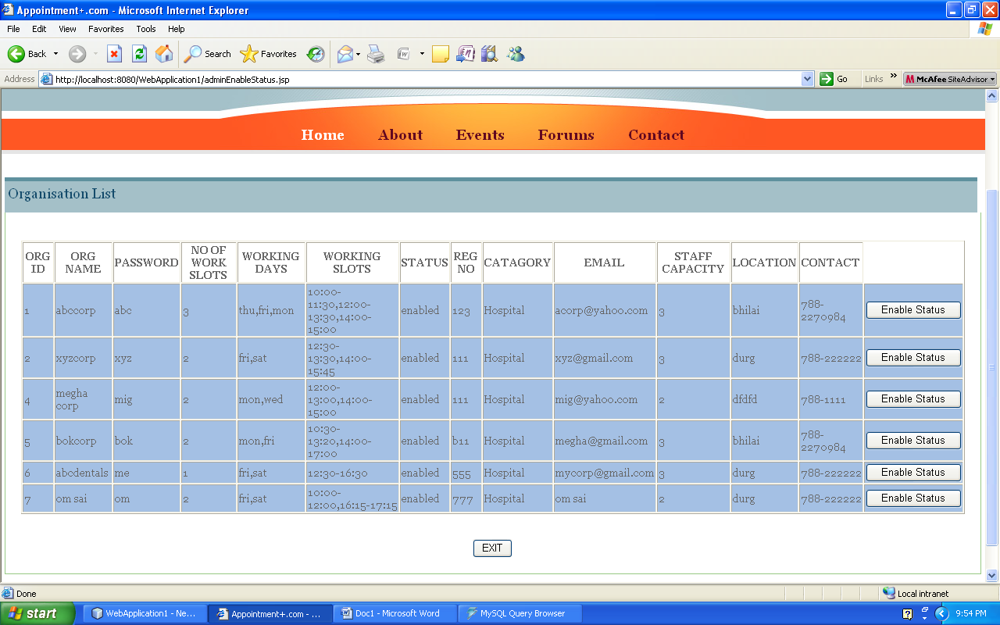 Appointment+.com - Microsoft Internet Explorer
File Edit View Favorites Tools Help
Back Search Favorites
Address http://localhost:8080/WebApplication1/adminEnableStatus.jsp Go Links » McAfee SiteAdvisor
Home About Events Forums Contact
Organisation List
ORG ID ORG NAME PASSWORD NO OF WORK SLOTS WORKING DAYS WORKING SLOTS STATUS REG NO CATAGORY EMAIL STAFF CAPACITY LOCATION CONTACT
1 abccorp abc 3 thu,fri,mon 10:00-11:30,12:00-13:30,14:00-15:00 enabled 123 Hospital acorp@yahoo.com 3 bhilai 788-2270984 Enable Status
2 xyzcorp xyz 2 fri,sat 12:30-13:30,14:00-15:45 enabled 111 Hospital xyz@gmail.com 3 durg 788-222222 Enable Status
4 megha corp mig 2 mon,wed 12:00-13:00,14:00-15:00 enabled 111 Hospital mig@yahoo.com 2 dfdfd 788-1111 Enable Status
5 bokcorp bok 2 mon,fri 10:30-13:20,14:00-17:00 enabled b11 Hospital megha@gmail.com 3 bhilai 788-2270984 Enable Status
6 abcdentals me 1 fri,sat 12:30-16:30 enabled 555 Hospital mycorp@gmail.com 3 durg 788-222222 Enable Status
7 om sai om 2 fri,sat 10:00-12:00,16:15-17:15 enabled 777 Hospital om sai 2 durg 788-222222 Enable Status
EXIT
Done Local intranet
start WebApplication1 - Ne... Appointment+.com - ... Doc1 - Microsoft Word MySQL Query Browser 9:54 PM